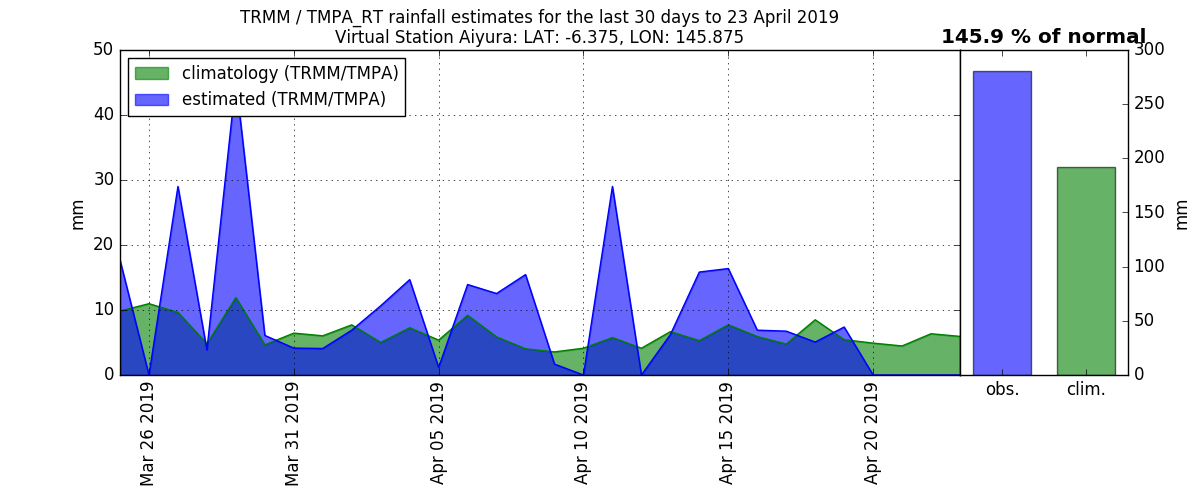 TRMM / TMPA_RT rainfall estimates for the last 30 days to 23 April 2019
Virtual Station Aiyura: LAT: -6.375, LON: 145.875
145.9 % of normal
climatology (TRMM/TMPA)
estimated (TRMM/TMPA)
50
40
30
20
10
0
mm
Mar 26 2019
Mar 31 2019
Apr 05 2019
Apr 10 2019
Apr 15 2019
Apr 20 2019
obs.
clim.
300
250
200
150
100
50
0
mm